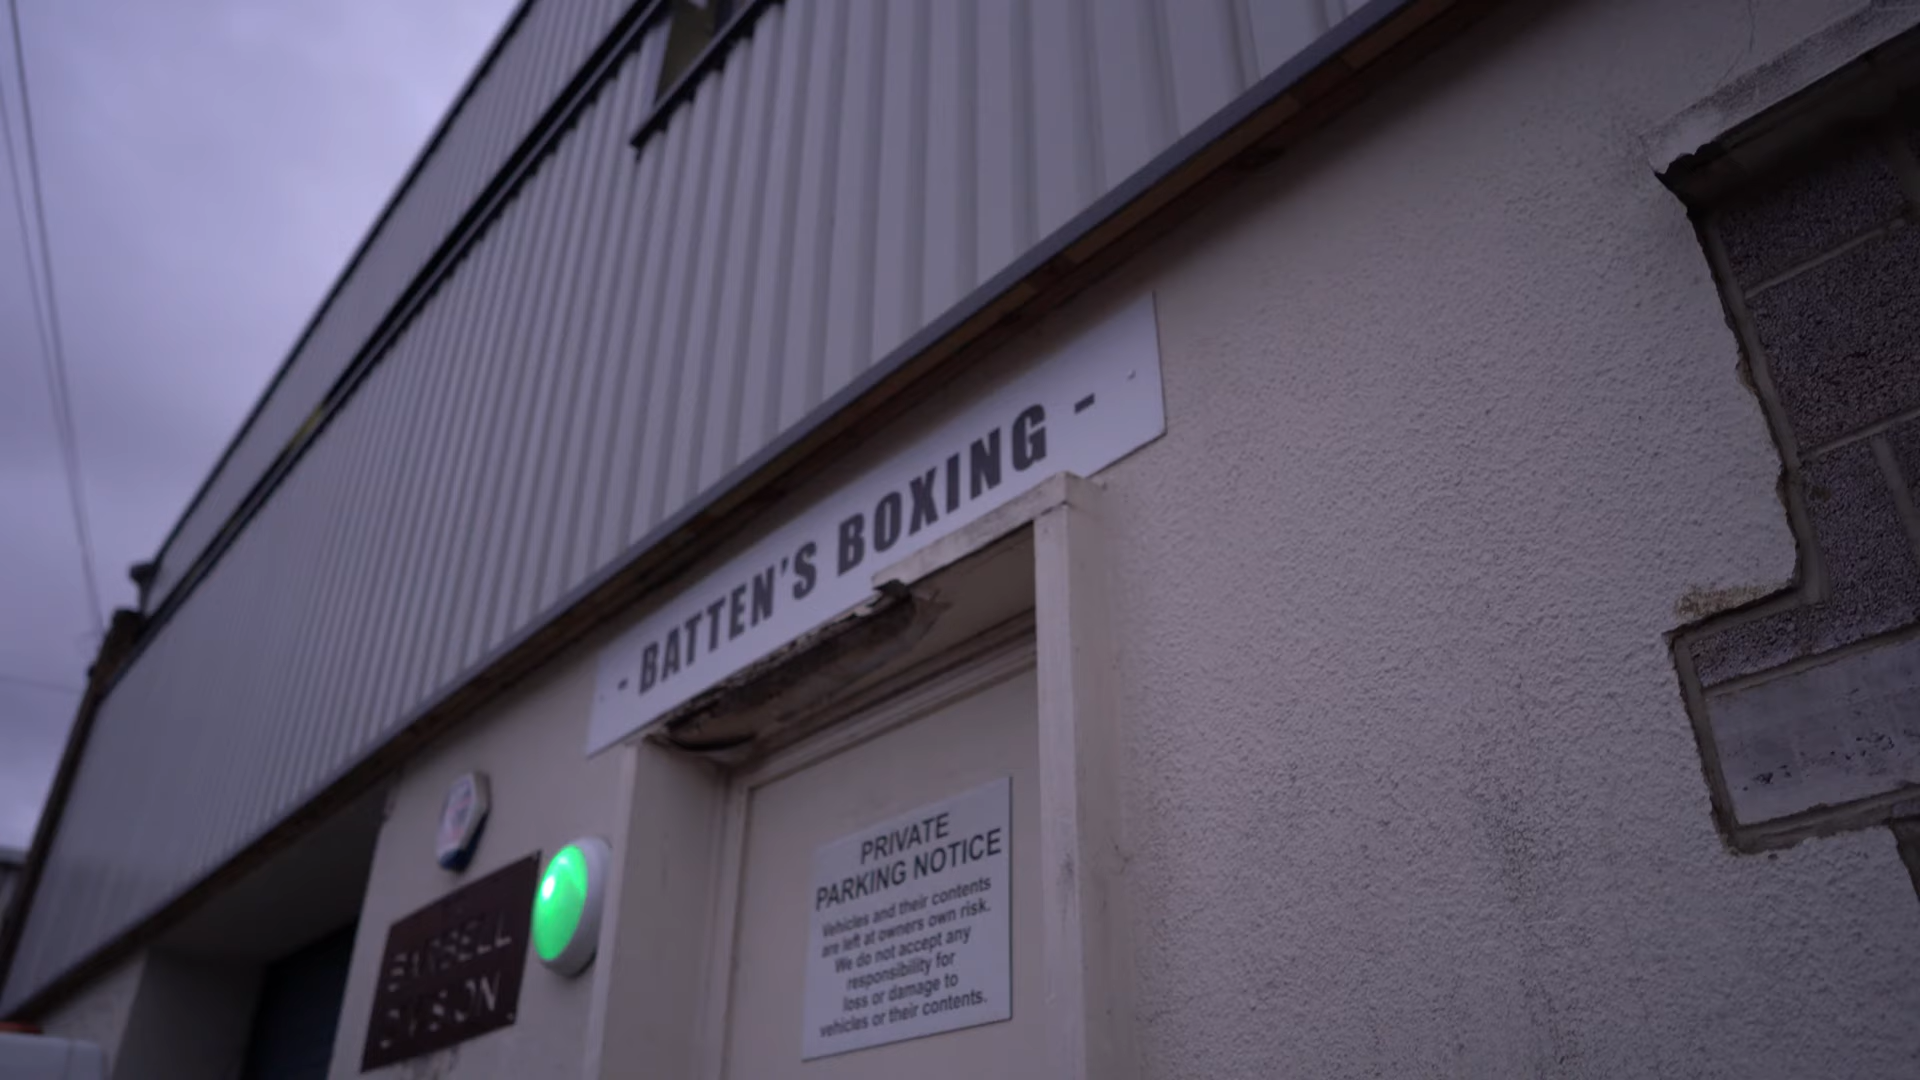 - BATTEN'S BOXING -
PRIVATE
PARKING NOTICE
Vehicles and their contents
are left at owners own risk.
We do not accept any
responsibility for
loss or damage to
vehicles or their contents.